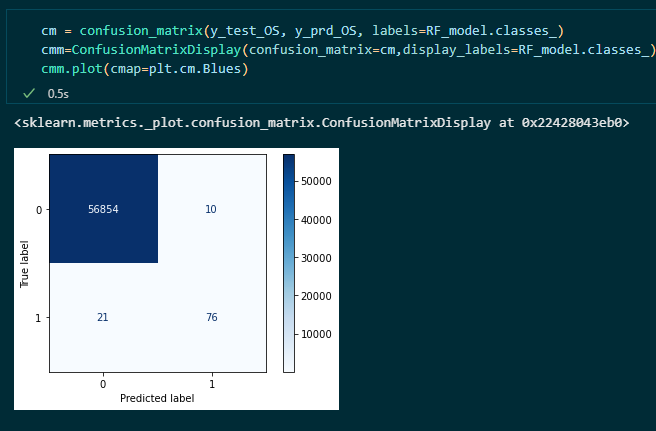 cm = confusion_matrix(y_test_OS, y_prd_OS, labels=RF_model.classes_)
cmm=ConfusionMatrixDisplay(confusion_matrix=cm,display_labels=RF_model.classes_)
cmm.plot(cmap=plt.cm.Blues)
0.5s
<sklearn.metrics._plot.confusion_matrix.ConfusionMatrixDisplay at 0x22428043eb0>
True label
0
56854
10
1
21
76
0
1
Predicted label
50000
40000
30000
20000
10000